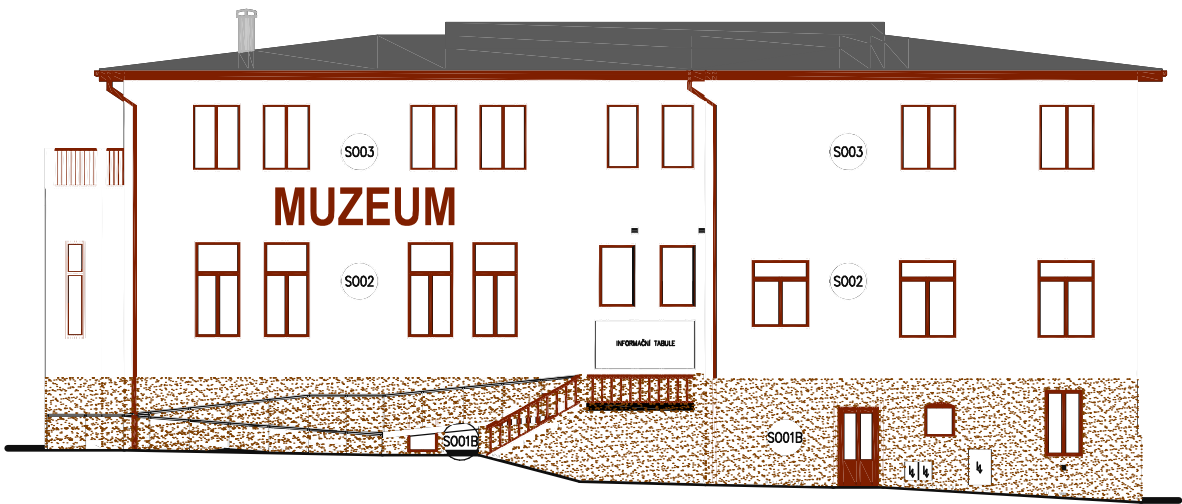 S003
S003
MUZEUM
S002
S002
INFORMAČNÍ TABULE
S001B
S001B